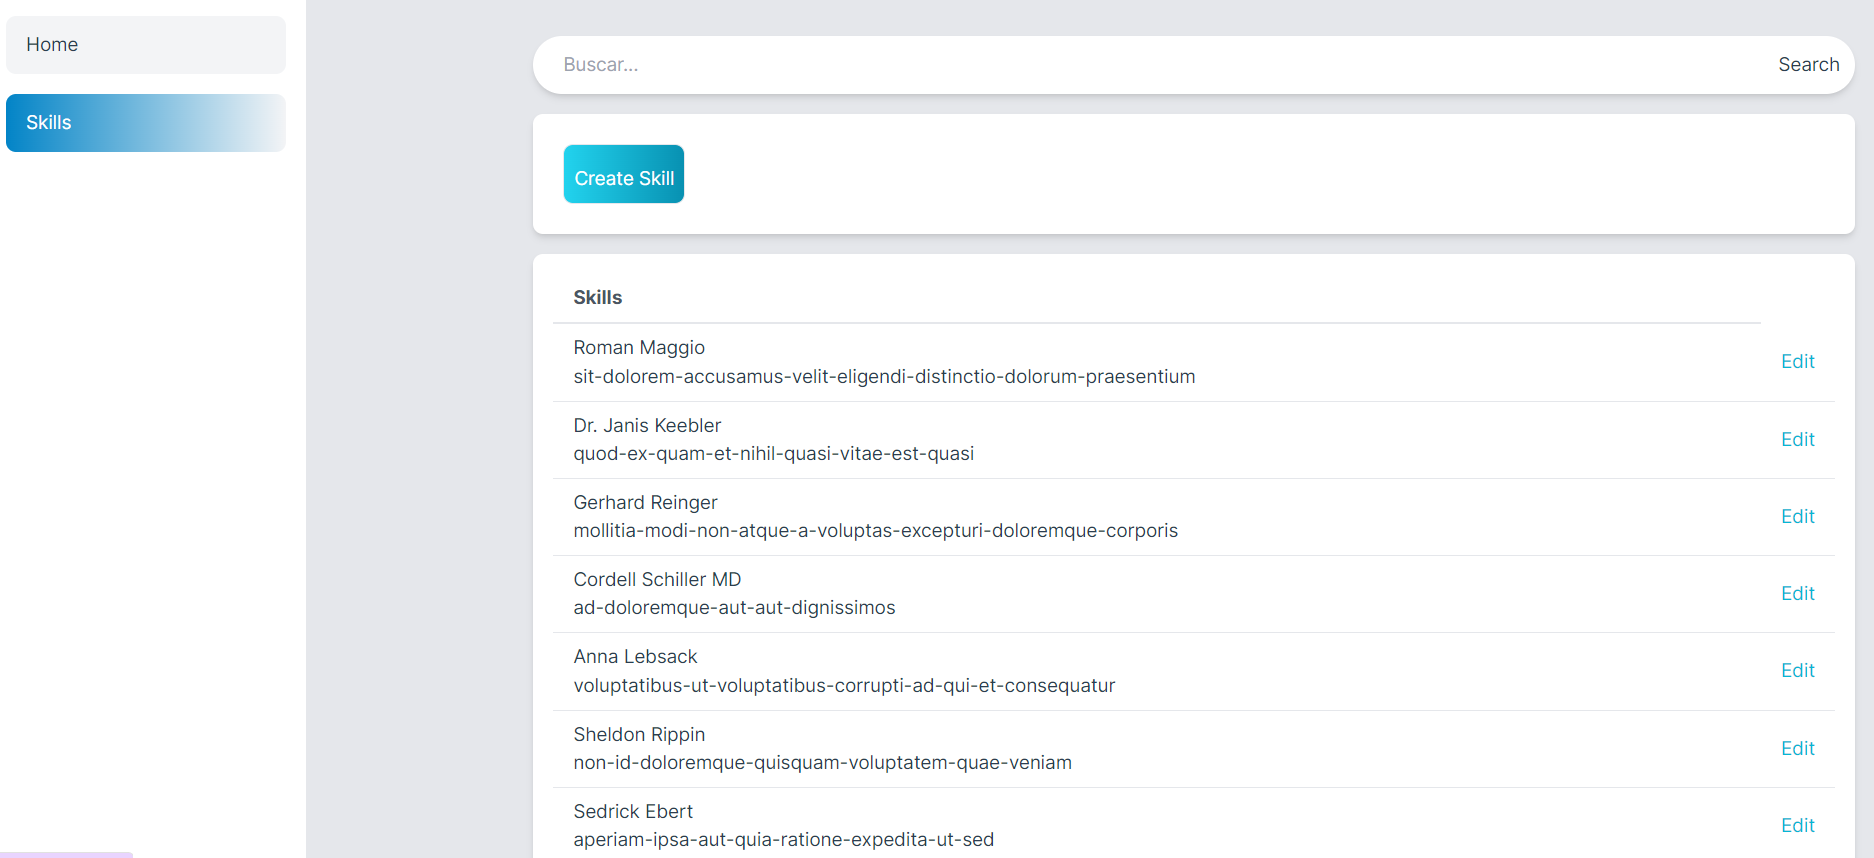 Home
Skills
Buscar...
Search
Create Skill
Skills
Roman Maggio
sit-dolorem-accusamus-velit-eligendi-distinctio-dolorum-praesentium
Edit
Dr. Janis Keebler
quod-ex-quam-et-nihil-quasi-vitae-est-quasi
Edit
Gerhard Reinger
mollitia-modi-non-atque-a-voluptas-excepturi-doloremque-corporis
Edit
Cordell Schiller MD
ad-doloremque-aut-aut-dignissimos
Edit
Anna Lebsack
voluptatibus-ut-voluptatibus-corrupti-ad-qui-et-consequatur
Edit
Sheldon Rippin
non-id-doloremque-quisquam-voluptatem-quae-veniam
Edit
Sedrick Ebert
aperiam-ipsa-aut-quia-ratione-expedita-ut-sed
Edit